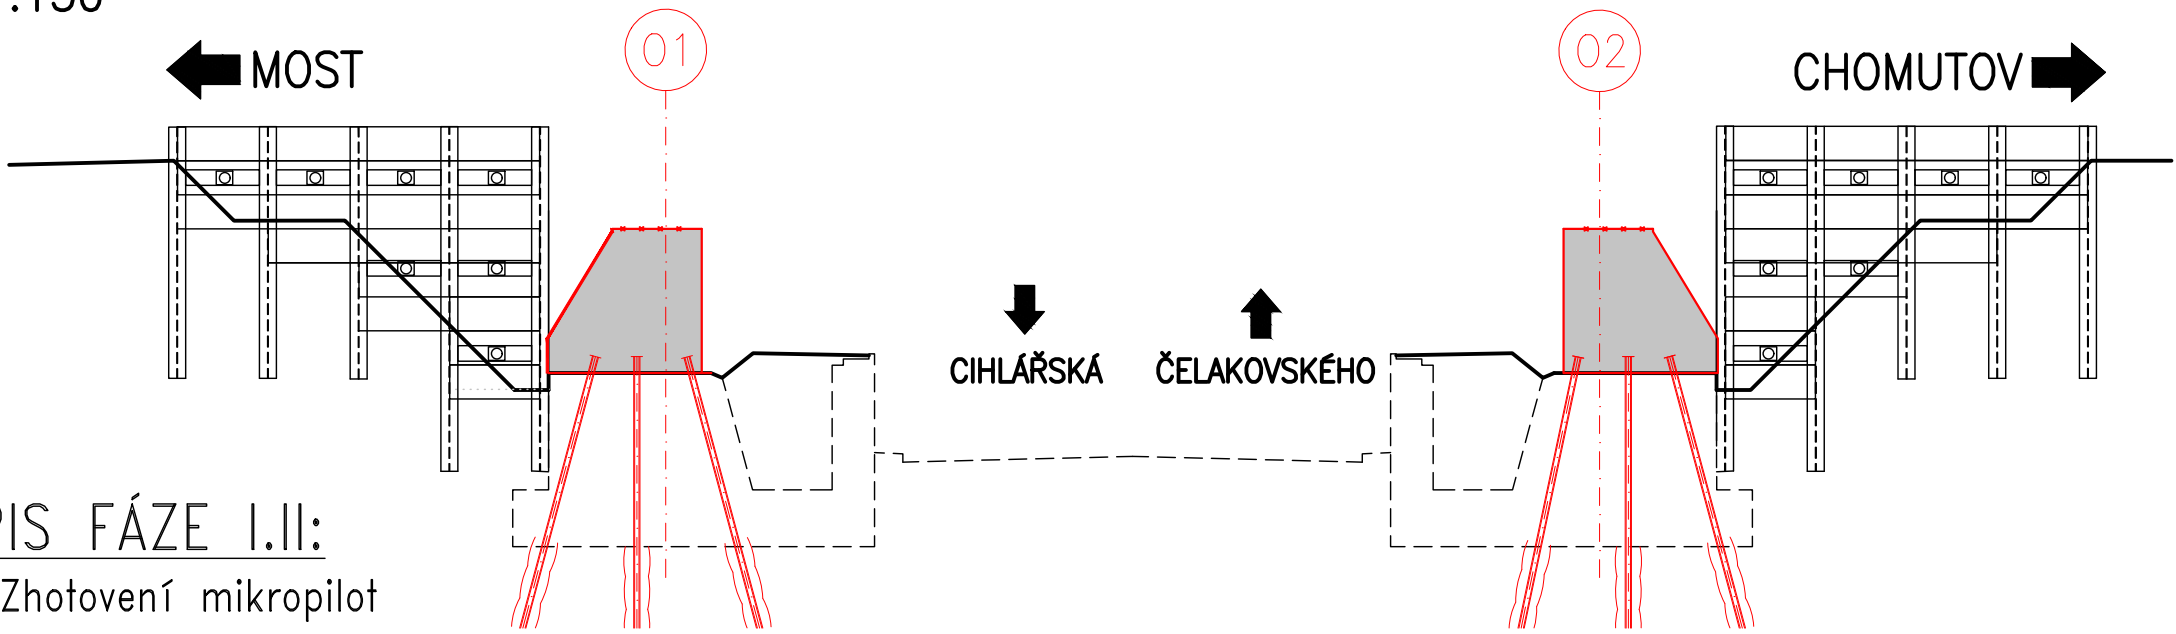 MOST
01
02
CHOMUTOV
CIHLÁŘSKÁ
ČELAKOVSKÉHO
FÁZE I.II:
Zhotovení mikropilot